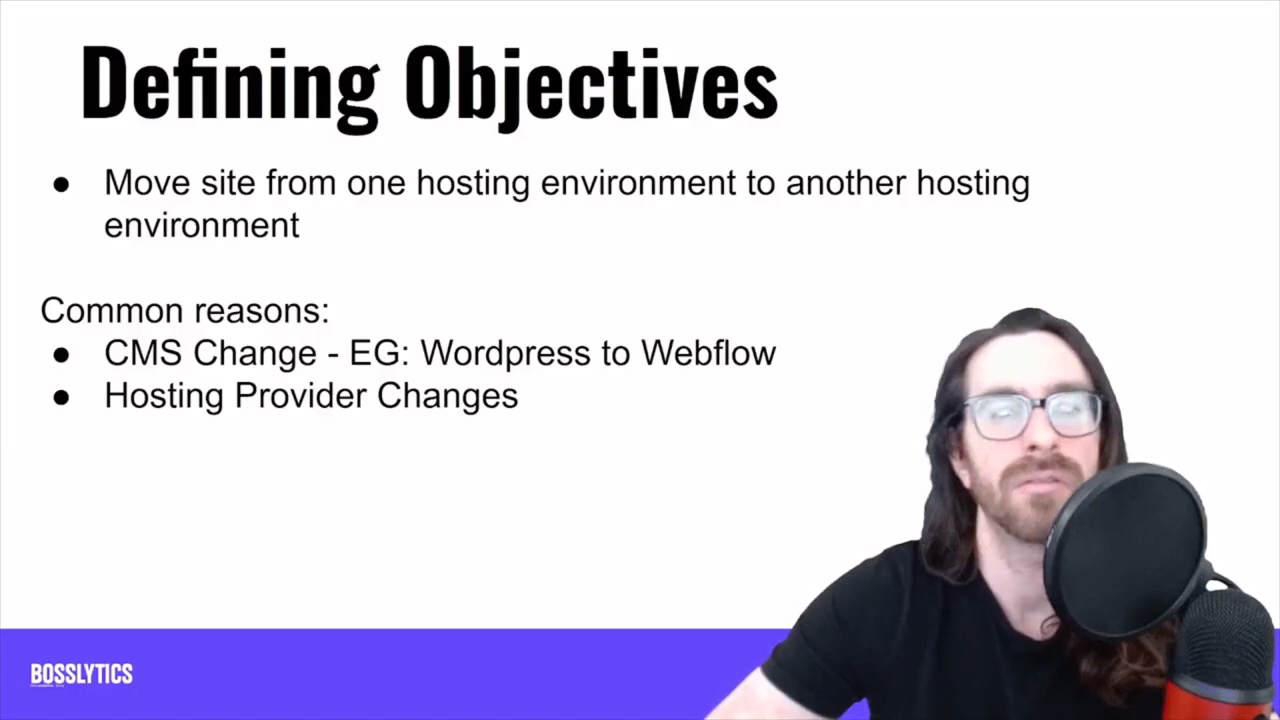 Defining Objectives
● Move site from one hosting environment to another hosting
environment
Common reasons:
● CMS Change - EG: Wordpress to Webflow
● Hosting Provider Changes
BOSSLYTICS